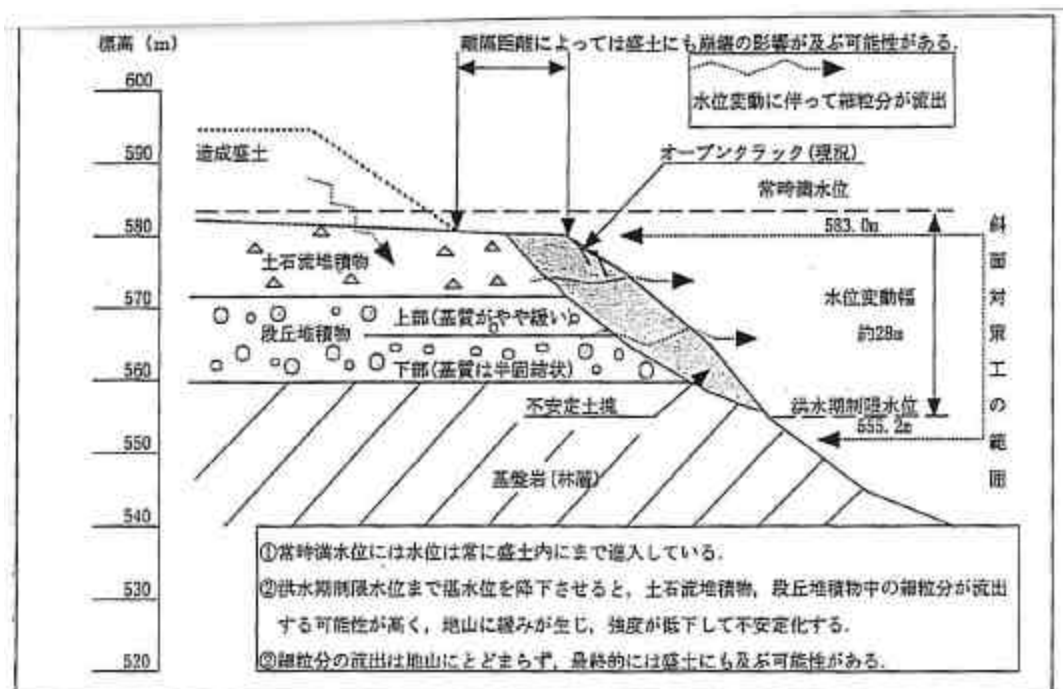 標高 (m)
離隔距離によっては盛土にも崩壊の影響が及ぶ可能性がある.
600
水位変動に伴って細粒分が流出
造成盛土
590
オープンクラック(現況)
常時満水位
583.0m
580
土石流堆積物
斜面対策工の範囲
570
上部(基質がやや緩い)
段丘堆積物
水位変動幅
約28m
560
下部(基質は半固結状)
不安定土塊
洪水期制限水位
555.2m
550
基盤岩(林層)
540
①常時満水位には水位は常に盛土内にまで進入している.
②洪水期制限水位まで湛水位を降下させると, 土石流堆積物, 段丘堆積物中の細粒分が流出
する可能性が高く, 地山に緩みが生じ, 強度が低下して不安定化する.
530
③細粒分の流出は地山にとどまらず, 最終的には盛土にも及ぶ可能性がある.
520